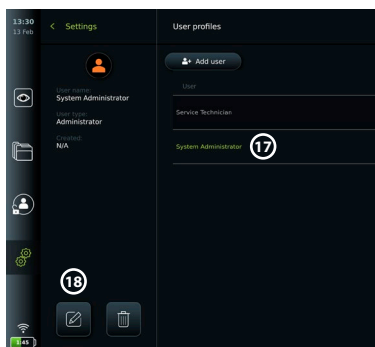 13:30
13 Feb
Settings
User profiles
Add user
User
User name:
System Administrator
User type:
Administrator
Created:
N/A
Service Technician
System Administrator
17
18
1:45